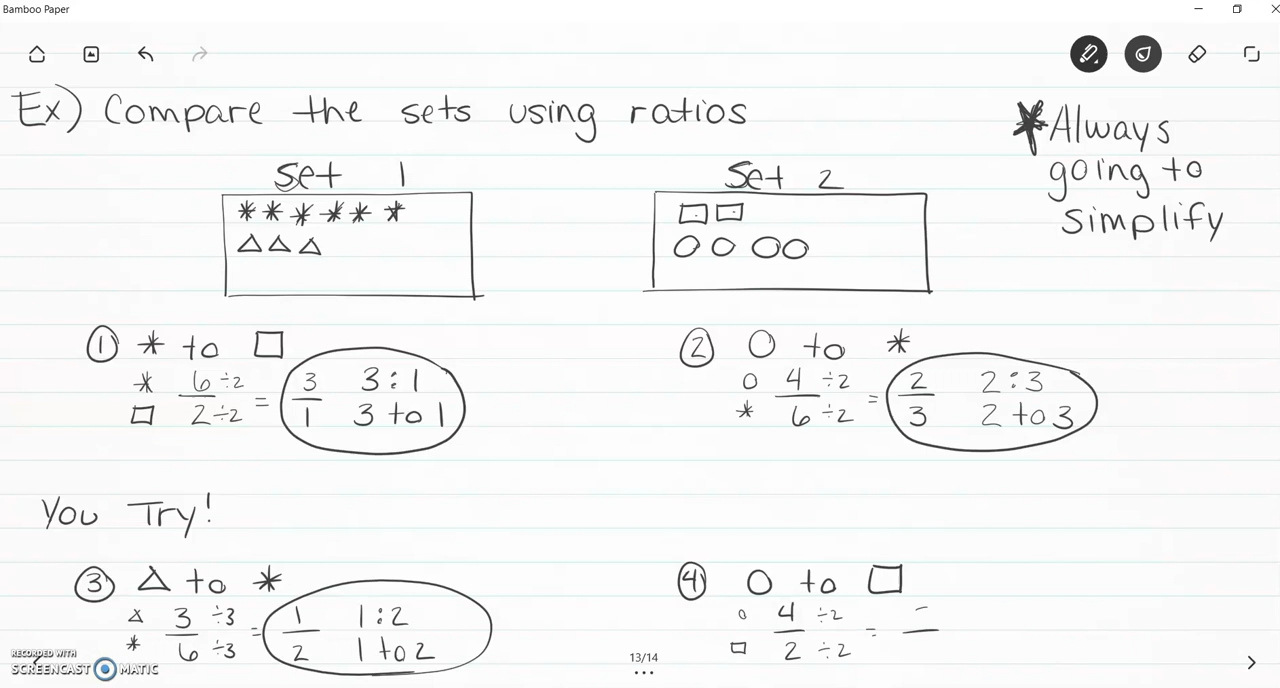 Bamboo Paper
Ex) Compare the sets using ratios
* Always
going to
simplify
Set 1
Set 2
① * to □
* 6 ÷2 = 3 3:1
□ 2 ÷2 1 3 to 1
② ○ to *
○ 4 ÷2 = 2 2:3
* 6 ÷2 3 2 to 3
You Try!
③ △ to *
△ 3 ÷3 = 1 1:2
* 6 ÷3 2 1 to 2
④ ○ to □
○ 4 ÷2 =
□ 2 ÷2
RECORDED WITH
SCREENCAST MATIC
13/14